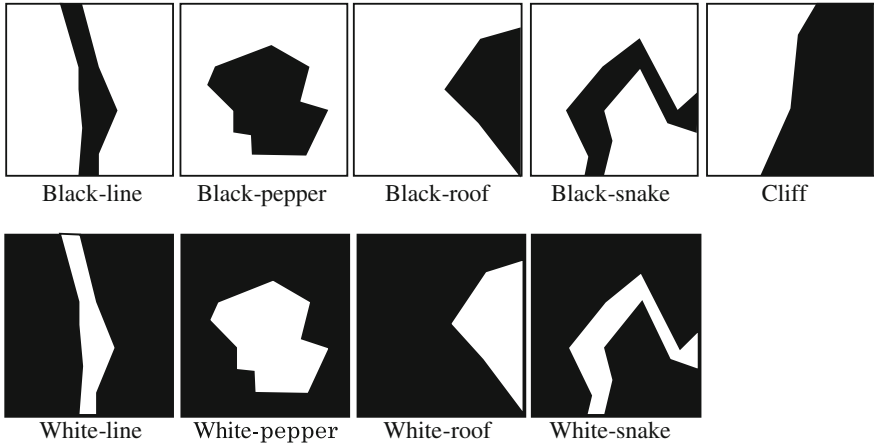 Black-line Black-pepper Black-roof Black-snake Cliff
White-line White-pepper White-roof White-snake